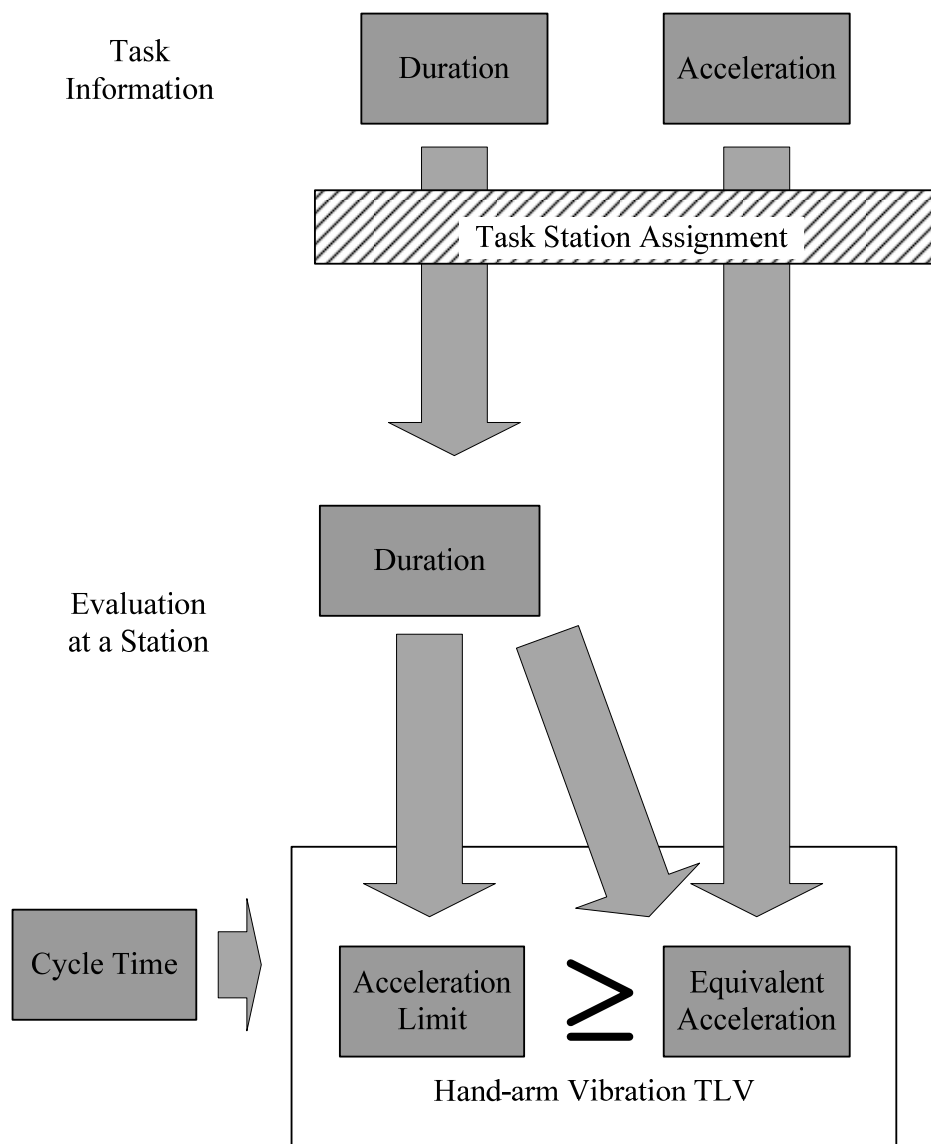 Task
Information
Duration
Acceleration
Task Station Assignment
Duration
Evaluation
at a Station
Cycle Time
Acceleration
Limit
≥
Equivalent
Acceleration
Hand-arm Vibration TLV